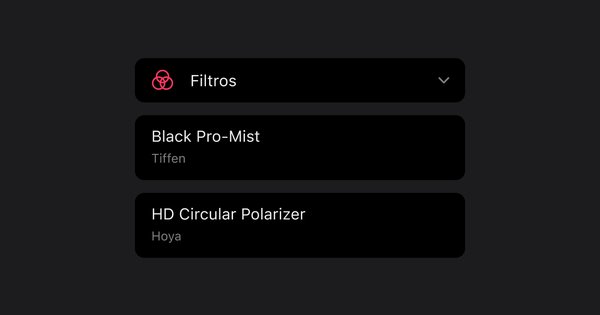 Filtros
Black Pro-Mist
Tiffen
HD Circular Polarizer
Hoya